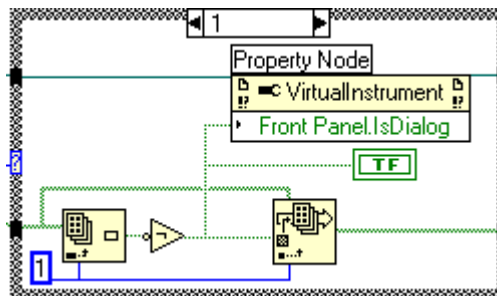 1
Property Node
VirtualInstrument
Front Panel.IsDialog
?
TF
1